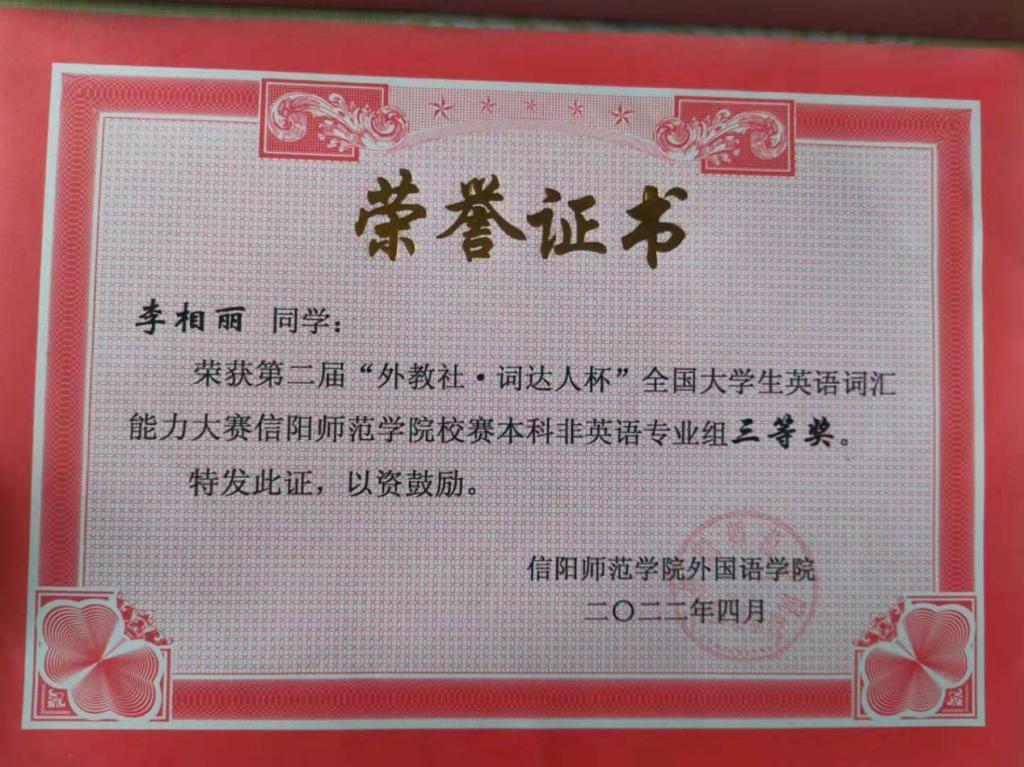 荣誉证书
李相丽 同学：
荣获第二届“外教社·词达人杯”全国大学生英语词汇
能力大赛信阳师范学院校赛本科非英语专业组三等奖。
特发此证，以资鼓励。
信阳师范学院外国语学院
二〇二二年四月